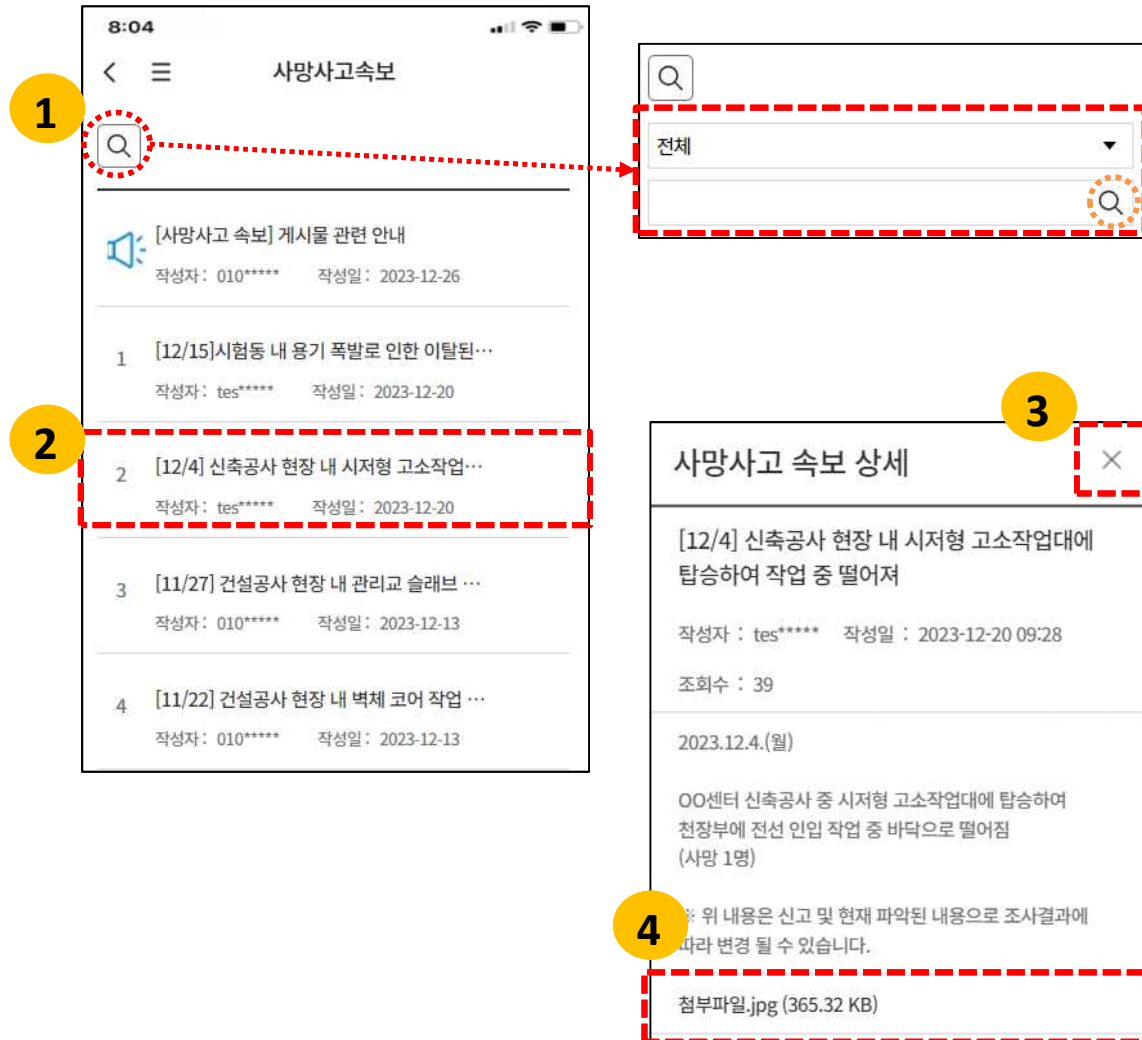 8:04
사망사고속보
1
[사망사고 속보] 게시물 관련 안내
작성자 : 010***** 작성일 : 2023-12-26
1 [12/15]시험동 내 용기 폭발로 인한 이탈된…
작성자 : tes***** 작성일 : 2023-12-20
2
2 [12/4] 신축공사 현장 내 시저형 고소작업…
작성자 : tes***** 작성일 : 2023-12-20
3 [11/27] 건설공사 현장 내 관리교 슬래브 …
작성자 : 010***** 작성일 : 2023-12-13
4 [11/22] 건설공사 현장 내 벽체 코어 작업 …
작성자 : 010***** 작성일 : 2023-12-13
전체
3
사망사고 속보 상세
[12/4] 신축공사 현장 내 시저형 고소작업대에
탑승하여 작업 중 떨어져
작성자 : tes***** 작성일 : 2023-12-20 09:28
조회수 : 39
2023.12.4.(월)
OO센터 신축공사 중 시저형 고소작업대에 탑승하여
천장부에 전선 인입 작업 중 바닥으로 떨어짐
(사망 1명)
※ 위 내용은 신고 및 현재 파악된 내용으로 조사결과에
따라 변경 될 수 있습니다.
4
첨부파일.jpg (365.32 KB)